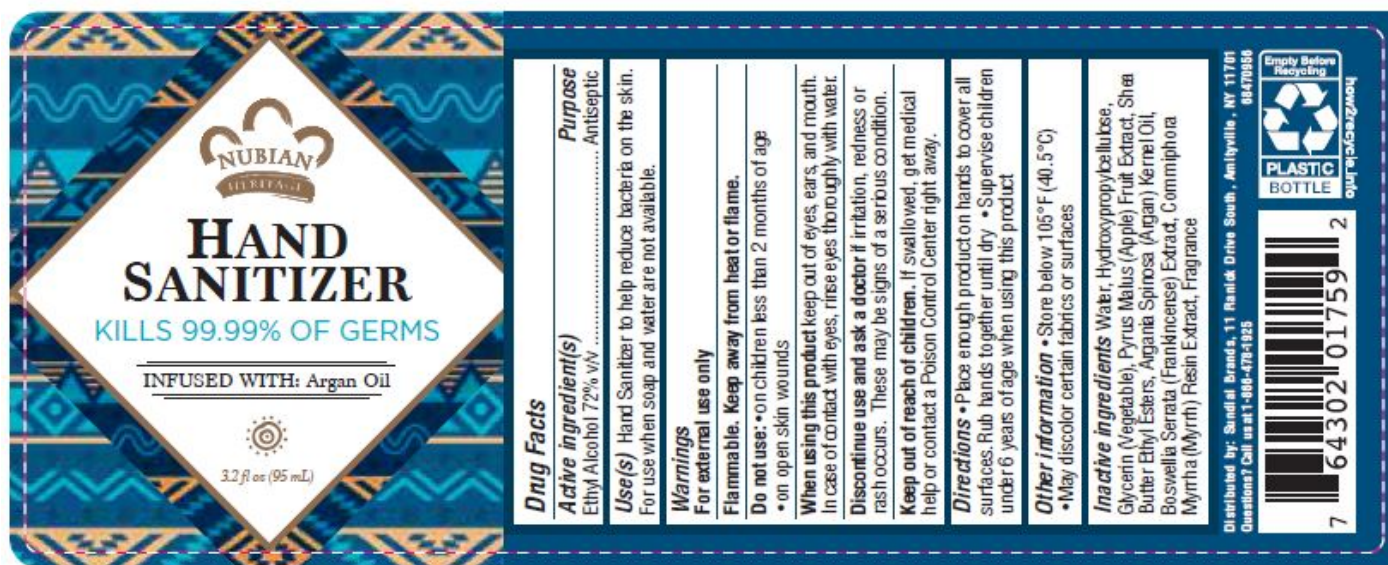 NUBIAN
HERITAGE
HAND
SANITIZER
KILLS 99.99% OF GERMS
INFUSED WITH: Argan Oil
3.2 fl oz (95 mL)
Drug Facts
Active ingredient(s) Purpose
Ethyl Alcohol 72% v/v ........................ Antiseptic
Use(s) Hand Sanitizer to help reduce bacteria on the skin.
For use when soap and water are not available.
Warnings
For external use only
Flammable. Keep away from heat or flame.
Do not use: • on children less than 2 months of age
• on open skin wounds
When using this product keep out of eyes, ears, and mouth.
In case of contact with eyes, rinse eyes thoroughly with water.
Discontinue use and ask a doctor if irritation, redness or
rash occurs. These may be signs of a serious condition.
Keep out of reach of children. If swallowed, get medical
help or contact a Poison Control Center right away.
Directions • Place enough product on hands to cover all
surfaces. Rub hands together until dry • Supervise children
under 6 years of age when using this product
Other information • Store below 105°F (40.5°C)
• May discolor certain fabrics or surfaces
Inactive ingredients Water, Hydroxypropylcellulose,
Glycerin (Vegetable), Pyrus Malus (Apple) Fruit Extract, Shea
Butter Ethyl Esters, Argania Spinosa (Argan) Kernel Oil,
Boswellia Serrata (Frankincense) Extract, Commiphora
Myrrha (Myrrh) Resin Extract, Fragrance
Distributed by: Sundial Brands, 11 Ranick Drive South, Amityville, NY 11701
Questions? Call us at 1-866-478-1925 68470956
Empty Before
Recycling
PLASTIC
BOTTLE
how2recycle.info
7 64302 01759 2